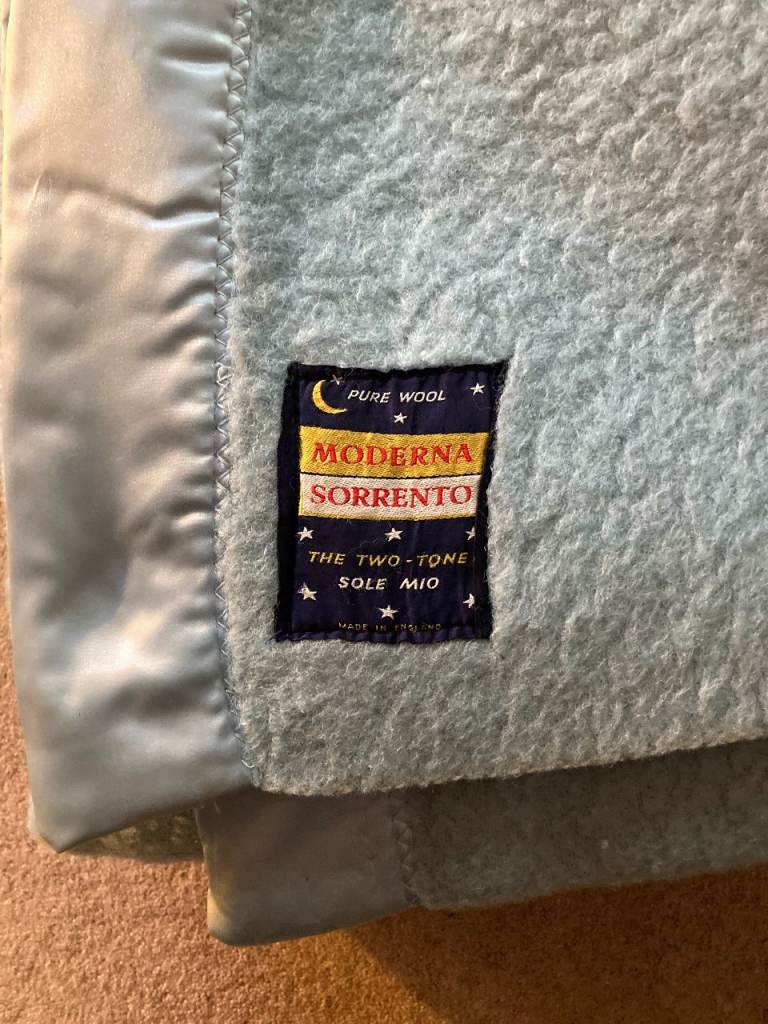 PURE WOOL
MODERNA
SORRENTO
THE TWO-TONE
SOLE MIO
MADE IN ENGLAND